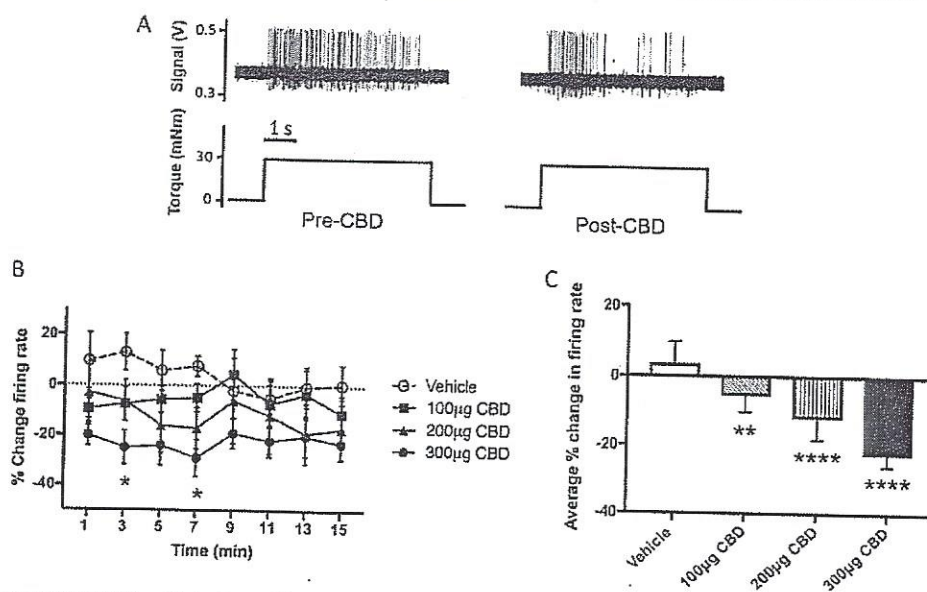 A
Signal (V)
0.5
0.3
Torque (mNm)
30
0
1 s
Pre-CBD
Post-CBD
B
% Change firing rate
20
0
-20
-40
*
*
1 3 5 7 9 11 13 15
Time (min)
Vehicle
100µg CBD
200µg CBD
300µg CBD
C
Average % change in firing rate
20
0
-20
-40
**
****
****
Vehicle
100µg CBD
200µg CBD
300µg CBD